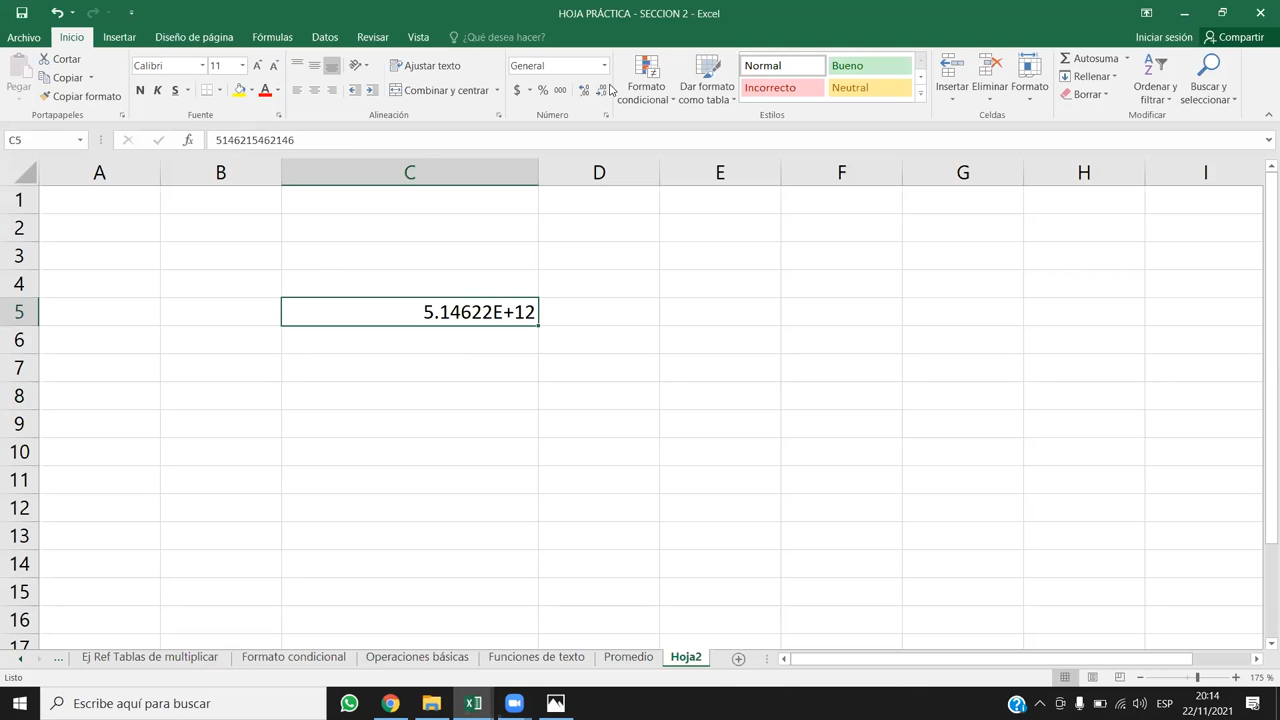 HOJA PRÁCTICA - SECCION 2 - Excel
Archivo Inicio Insertar Diseño de página Fórmulas Datos Revisar Vista ¿Qué desea hacer? Iniciar sesión Compartir
Pegar
Cortar
Copiar
Copiar formato
Portapapeles
Calibri 11
N K S
A
Fuente
Ajustar texto
Combinar y centrar
Alineación
General
$ % 000
Número
Formato condicional
Dar formato como tabla
Normal Bueno
Incorrecto Neutral
Estilos
Insertar Eliminar Formato
Celdas
Autosuma
Rellenar
Borrar
Ordenar y filtrar
Buscar y seleccionar
Modificar
C5 fx 5146215462146
A B C D E F G H I
1
2
3
4
5 5.14622E+12
6
7
8
9
10
11
12
13
14
15
16
17
... Ej Ref Tablas de multiplicar Formato condicional Operaciones básicas Funciones de texto Promedio Hoja2
Listo 175 %
Escribe aquí para buscar ESP 20:14
22/11/2021